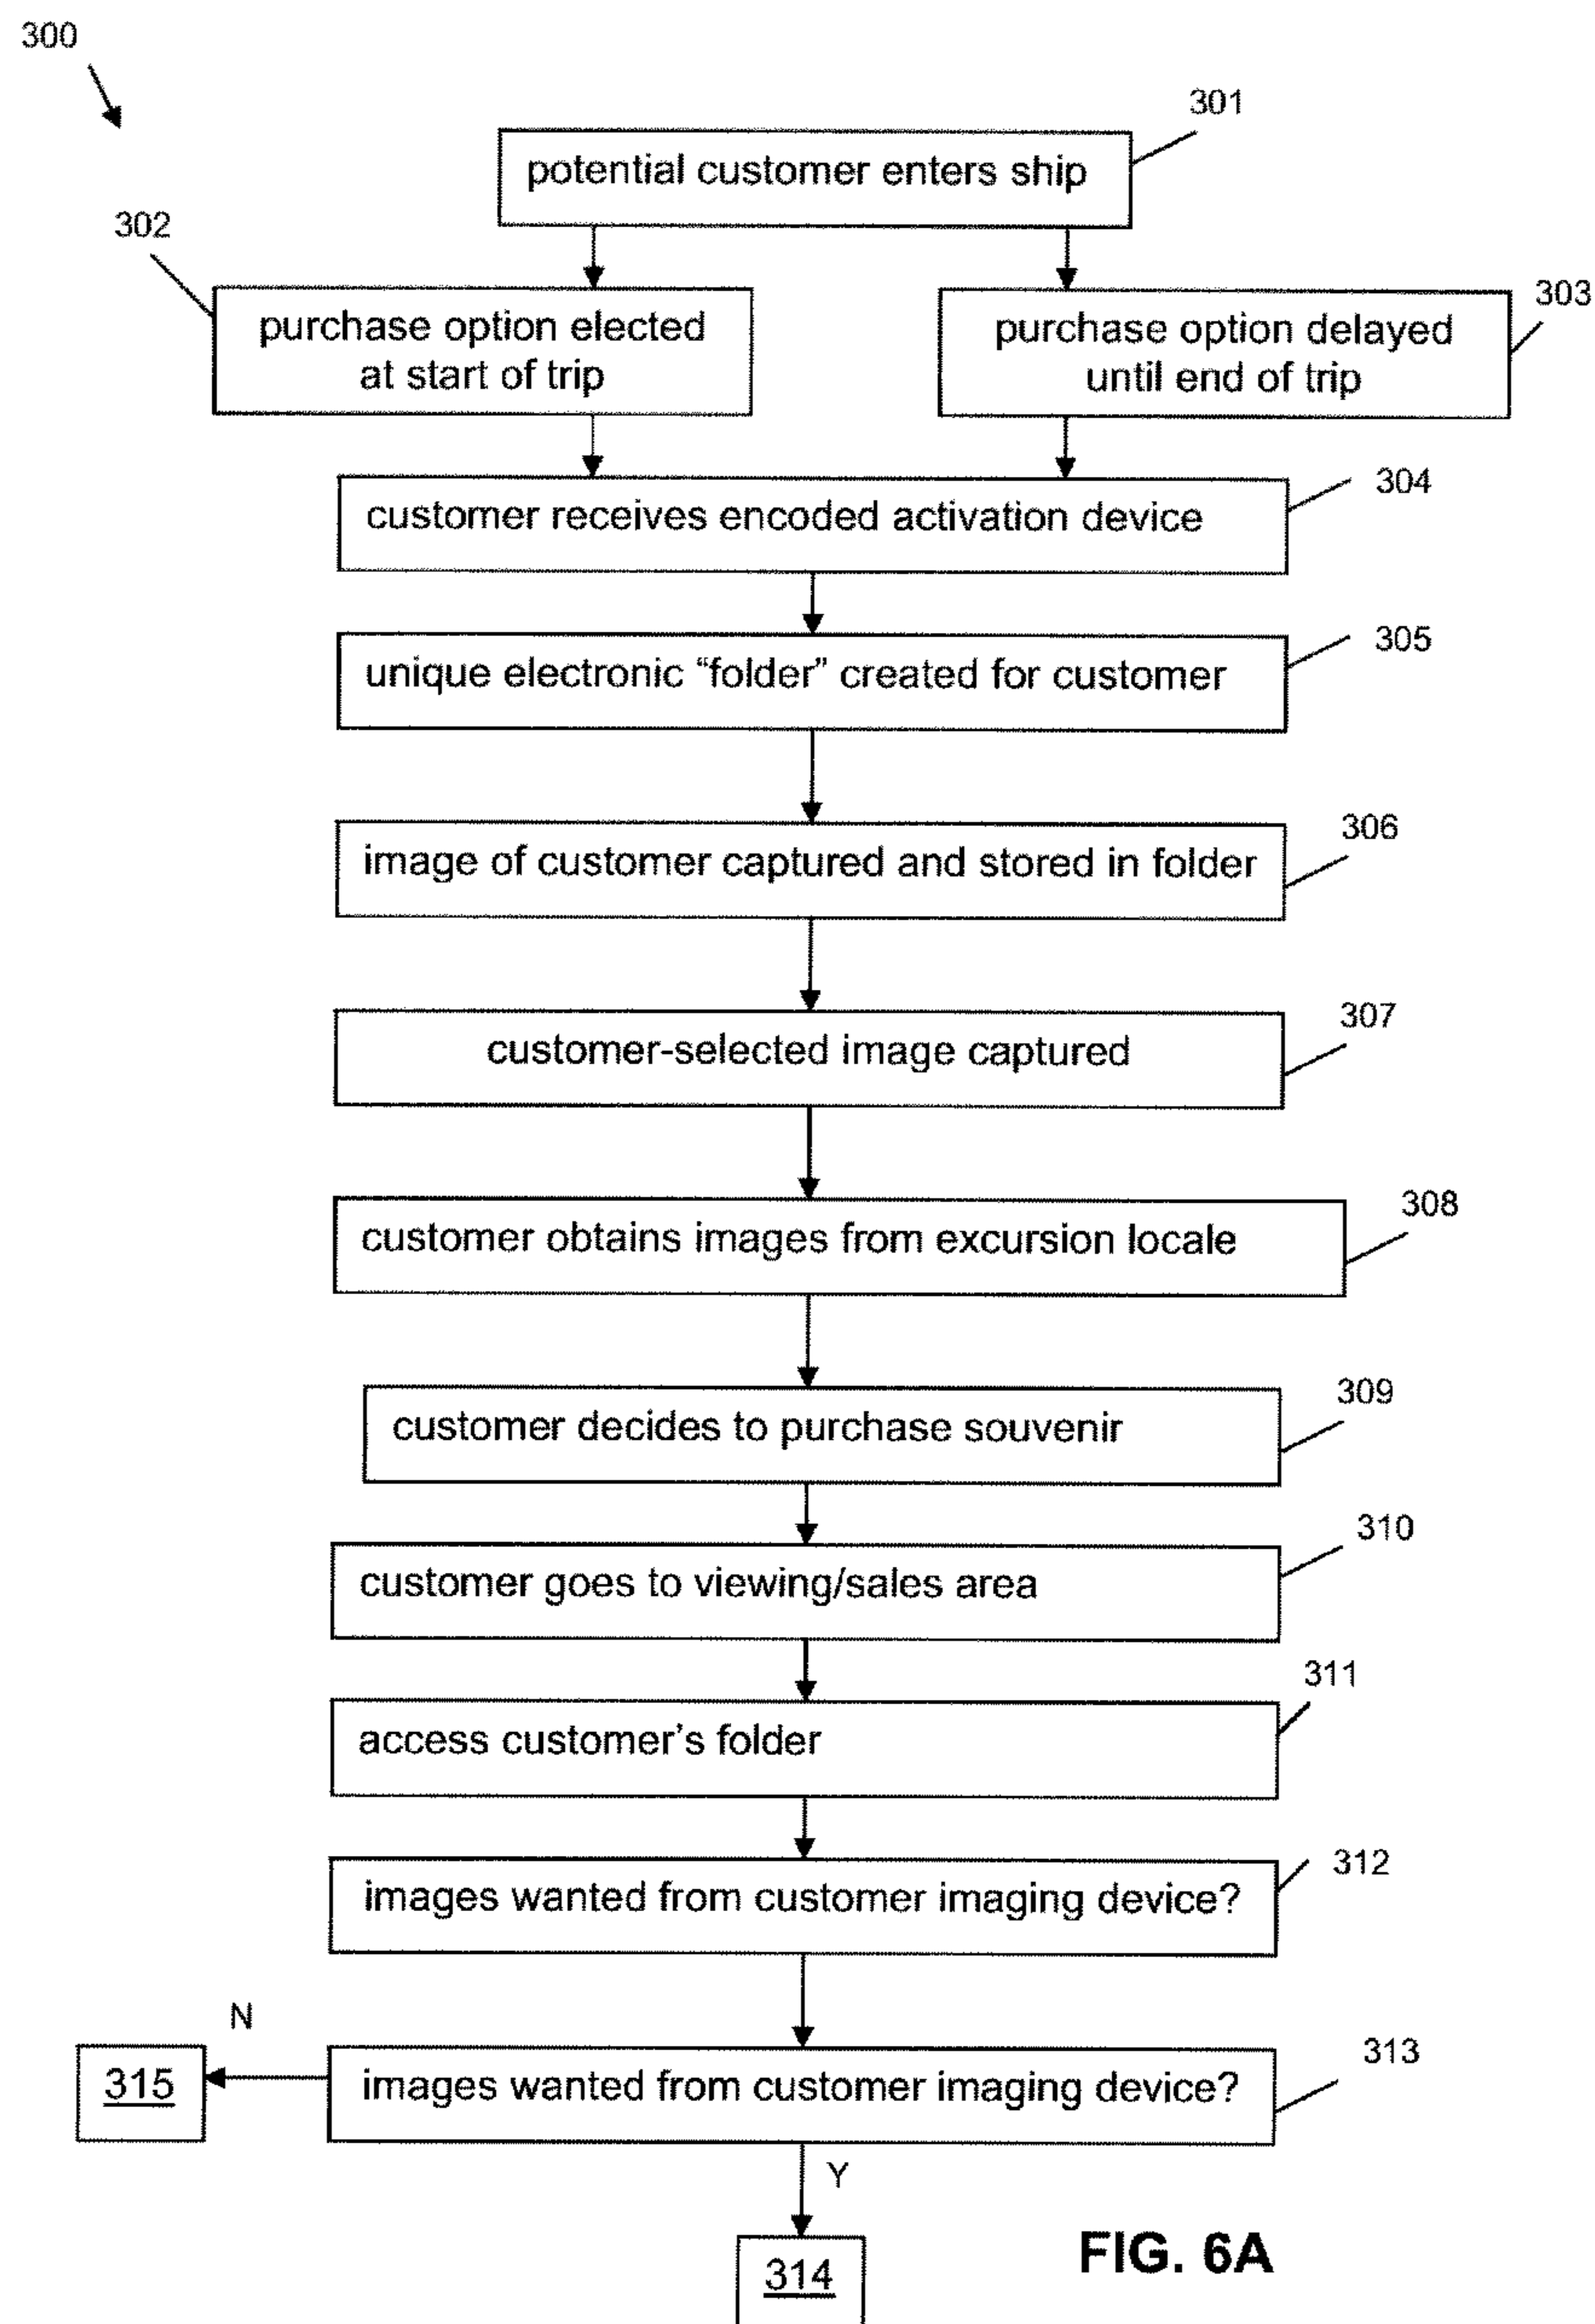 300
301
potential customer enters ship
302
303
purchase option elected
at start of trip
purchase option delayed
until end of trip
304
customer receives encoded activation device
305
unique electronic “folder” created for customer
306
image of customer captured and stored in folder
307
customer-selected image captured
308
customer obtains images from excursion locale
309
customer decides to purchase souvenir
310
customer goes to viewing/sales area
311
access customer’s folder
312
images wanted from customer imaging device?
N
313
315
images wanted from customer imaging device?
Y
314
FIG. 6A